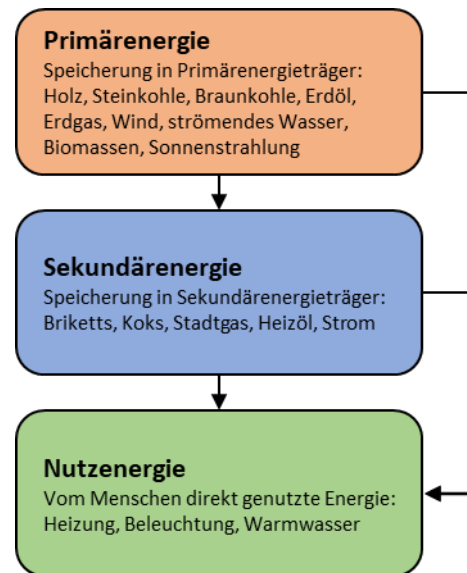 Primärenergie
Speicherung in Primärenergieträger:
Holz, Steinkohle, Braunkohle, Erdöl,
Erdgas, Wind, strömendes Wasser,
Biomassen, Sonnenstrahlung
Sekundärenergie
Speicherung in Sekundärenergieträger:
Briketts, Koks, Stadtgas, Heizöl, Strom
Nutzenergie
Vom Menschen direkt genutzte Energie:
Heizung, Beleuchtung, Warmwasser